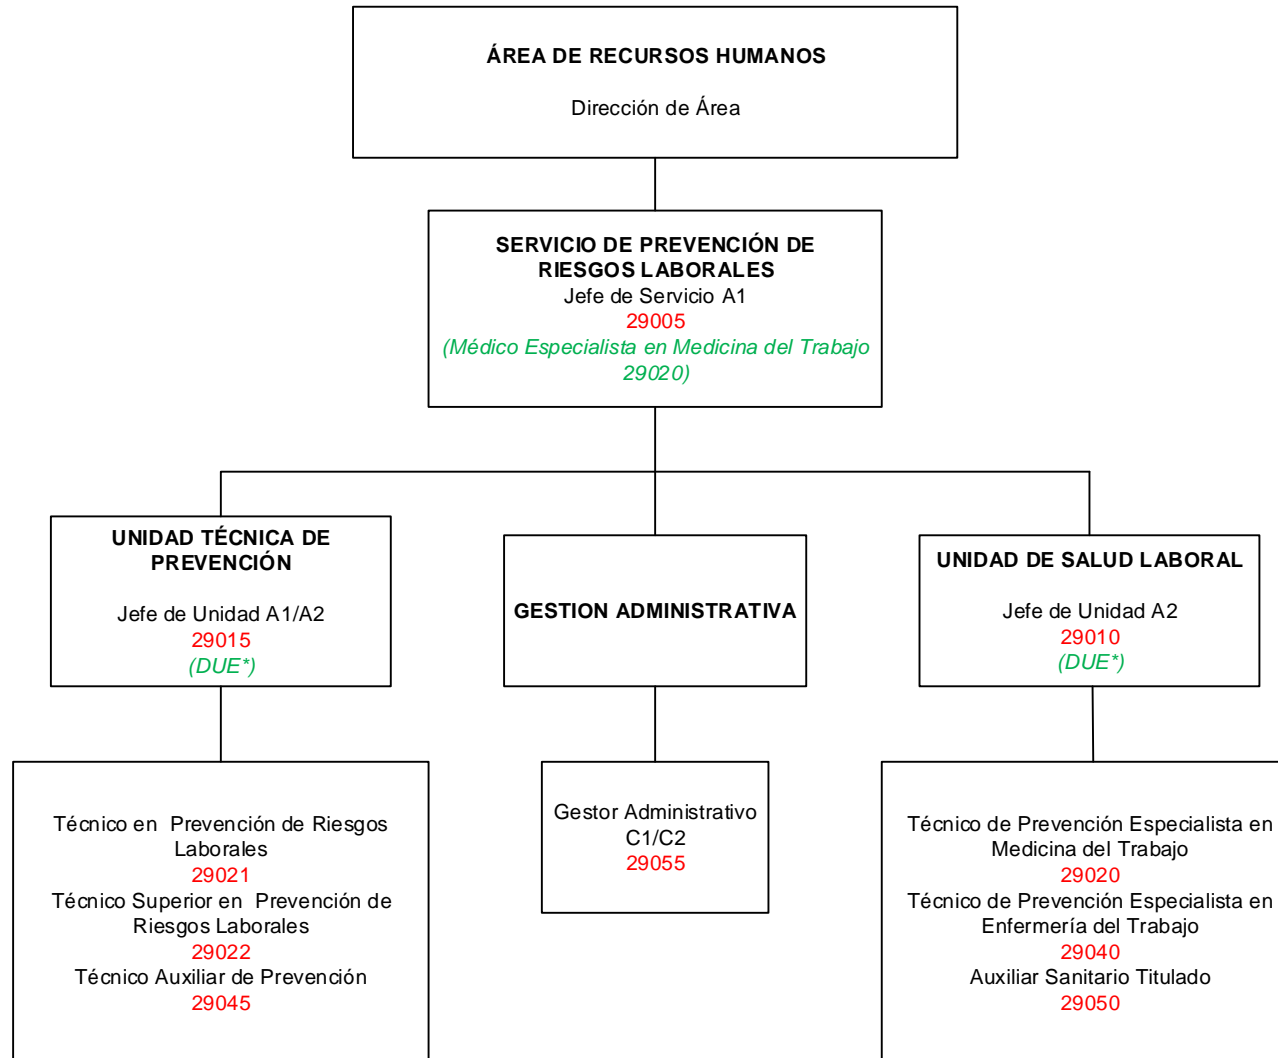 ÁREA DE RECURSOS HUMANOS
Dirección de Área
SERVICIO DE PREVENCIÓN DE
RIESGOS LABORALES
Jefe de Servicio A1
29005
(Médico Especialista en Medicina del Trabajo
29020)
UNIDAD TÉCNICA DE
PREVENCIÓN
Jefe de Unidad A1/A2
29015
(DUE*)
GESTION ADMINISTRATIVA
UNIDAD DE SALUD LABORAL
Jefe de Unidad A2
29010
(DUE*)
Técnico en Prevención de Riesgos
Laborales
29021
Técnico Superior en Prevención de
Riesgos Laborales
29022
Técnico Auxiliar de Prevención
29045
Gestor Administrativo
C1/C2
29055
Técnico de Prevención Especialista en
Medicina del Trabajo
29020
Técnico de Prevención Especialista en
Enfermería del Trabajo
29040
Auxiliar Sanitario Titulado
29050